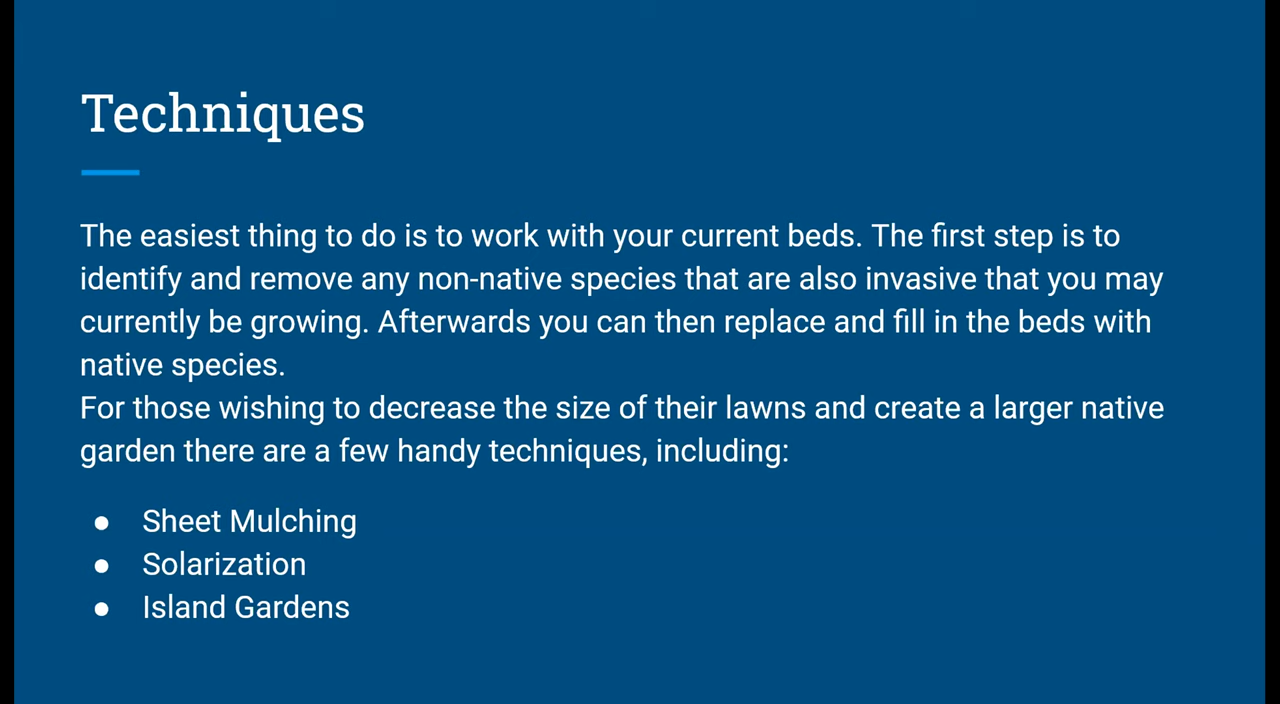 Techniques
The easiest thing to do is to work with your current beds. The first step is to
identify and remove any non-native species that are also invasive that you may
currently be growing. Afterwards you can then replace and fill in the beds with
native species.
For those wishing to decrease the size of their lawns and create a larger native
garden there are a few handy techniques, including:
● Sheet Mulching
● Solarization
● Island Gardens